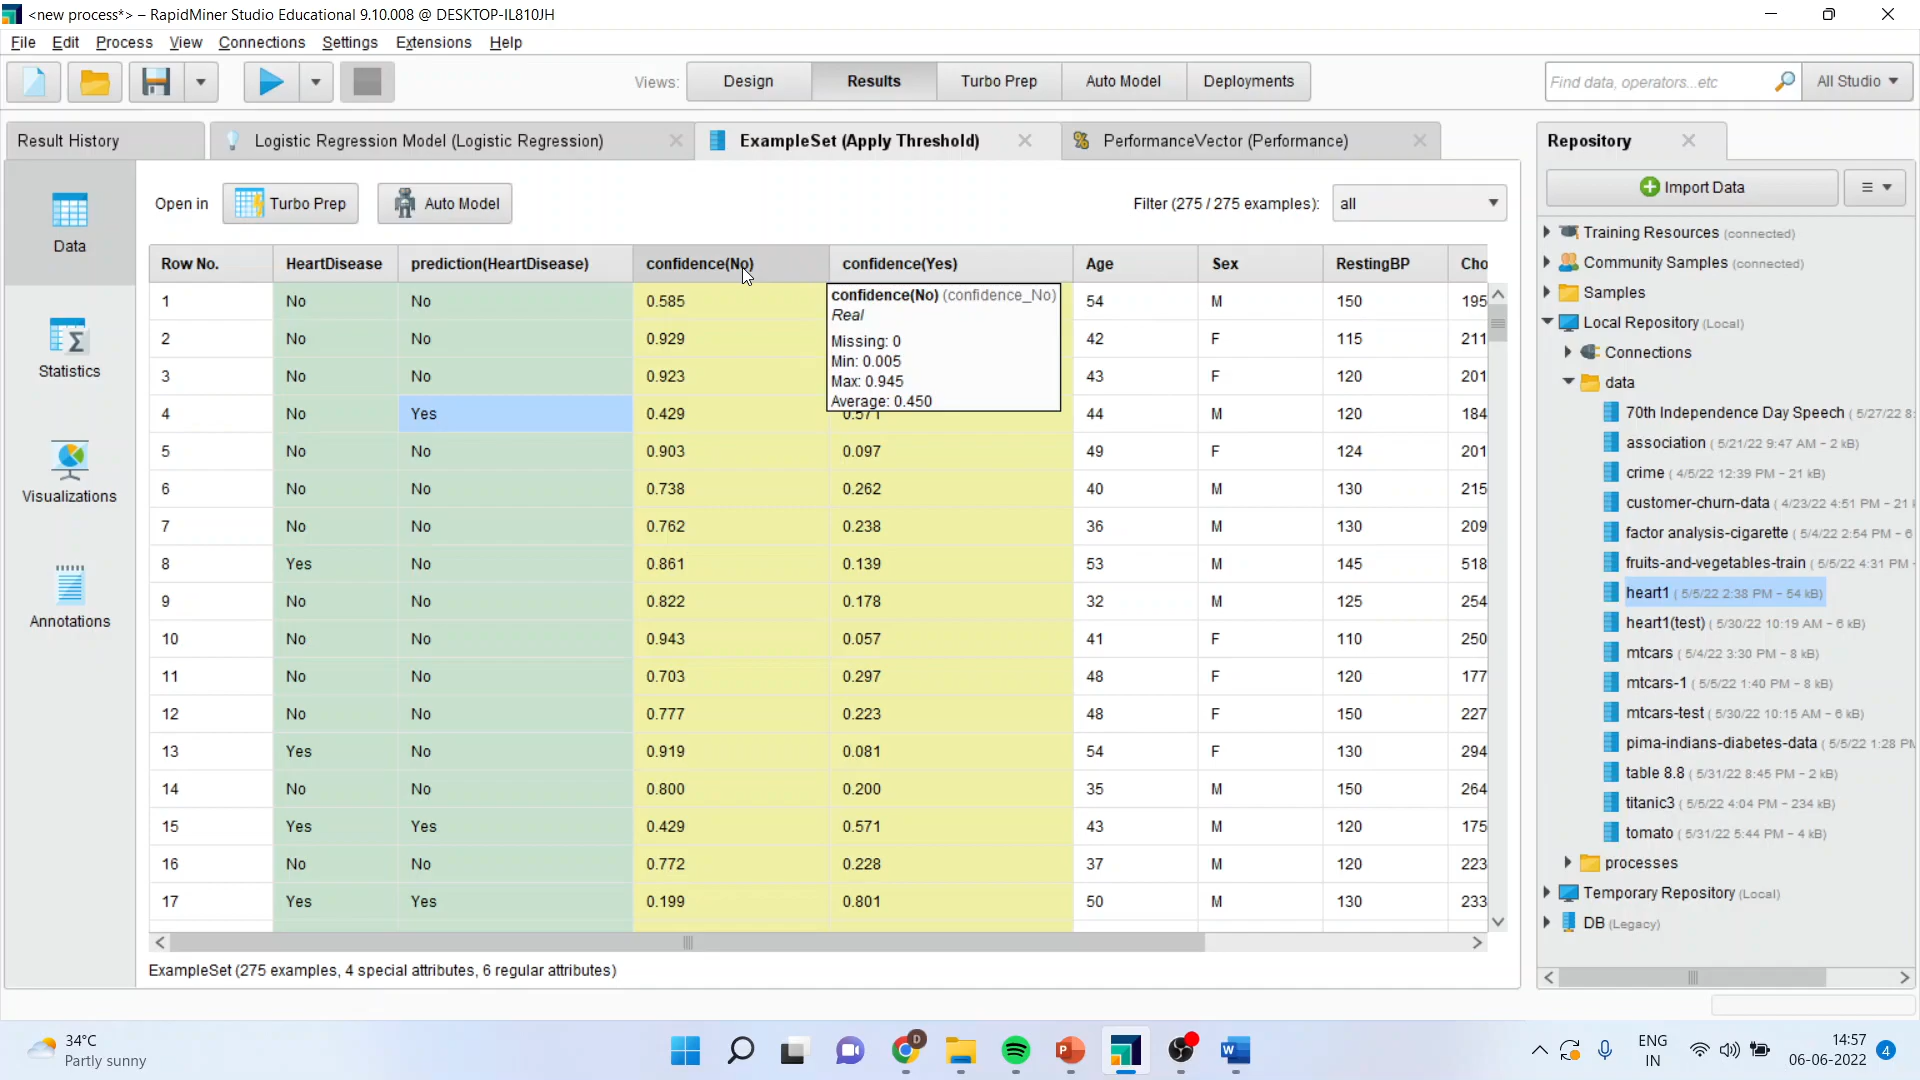 <new process*> – RapidMiner Studio Educational 9.10.008 @ DESKTOP-IL810JH
File Edit Process View Connections Settings Extensions Help
Views: Design Results Turbo Prep Auto Model Deployments Find data, operators...etc All Studio
Result History Logistic Regression Model (Logistic Regression) ExampleSet (Apply Threshold) PerformanceVector (Performance) Repository
Open in Turbo Prep Auto Model Filter (275 / 275 examples): all
Import Data
Data
Statistics
Visualizations
Annotations
Row No. HeartDisease prediction(HeartDisease) confidence(No) confidence(Yes) Age Sex RestingBP Cho
1 No No 0.585 54 M 150 195
2 No No 0.929 42 F 115 211
3 No No 0.923 43 F 120 201
4 No Yes 0.429 0.571 44 M 120 184
5 No No 0.903 0.097 49 F 124 201
6 No No 0.738 0.262 40 M 130 215
7 No No 0.762 0.238 36 M 130 209
8 Yes No 0.861 0.139 53 M 145 518
9 No No 0.822 0.178 32 M 125 254
10 No No 0.943 0.057 41 F 110 250
11 No No 0.703 0.297 48 F 120 177
12 No No 0.777 0.223 48 F 150 227
13 Yes No 0.919 0.081 54 F 130 294
14 No No 0.800 0.200 35 M 150 264
15 Yes Yes 0.429 0.571 43 M 120 175
16 No No 0.772 0.228 37 M 120 223
17 Yes Yes 0.199 0.801 50 M 130 233
confidence(No) (confidence_No)
Real
Missing: 0
Min: 0.005
Max: 0.945
Average: 0.450
ExampleSet (275 examples, 4 special attributes, 6 regular attributes)
Training Resources (connected)
Community Samples (connected)
Samples
Local Repository (Local)
Connections
data
70th Independence Day Speech ( 5/27/22 8:
association ( 5/21/22 9:47 AM – 2 kB)
crime ( 4/5/22 12:39 PM – 21 kB)
customer-churn-data ( 4/23/22 4:51 PM – 21
factor analysis-cigarette ( 5/4/22 2:54 PM – 6
fruits-and-vegetables-train ( 5/5/22 4:31 PM -
heart1 ( 5/5/22 2:38 PM – 54 kB)
heart1(test) ( 5/30/22 10:19 AM – 6 kB)
mtcars ( 5/4/22 3:30 PM – 8 kB)
mtcars-1 ( 5/5/22 1:40 PM – 8 kB)
mtcars-test ( 5/30/22 10:15 AM – 6 kB)
pima-indians-diabetes-data ( 5/5/22 1:28 PM
table 8.8 ( 5/31/22 8:45 PM – 2 kB)
titanic3 ( 5/5/22 4:04 PM – 234 kB)
tomato ( 5/31/22 5:44 PM – 4 kB)
processes
Temporary Repository (Local)
DB (Legacy)
34°C
Partly sunny
D
P
W
ENG
IN
14:57
06-06-2022
4